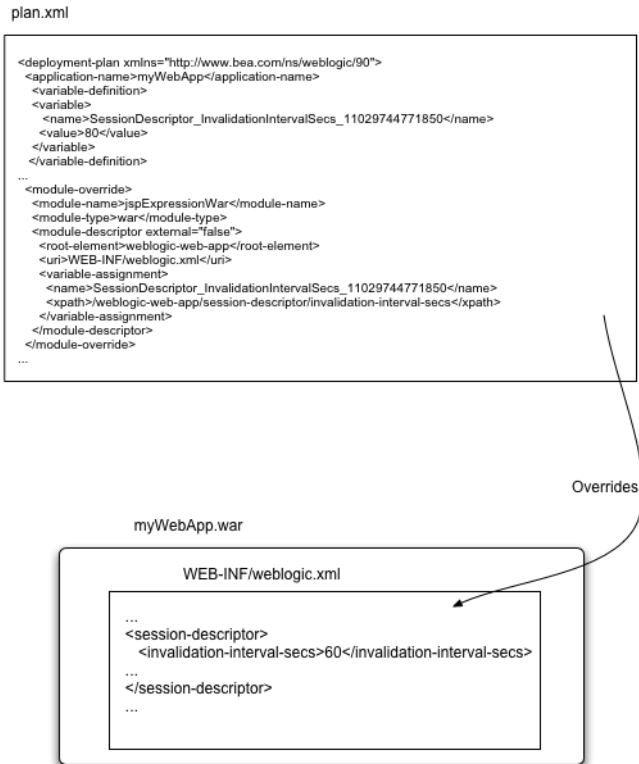 plan.xml
<deployment-plan xmlns="http://www.bea.com/ns/weblogic/90">
<application-name>myWebApp</application-name>
<variable-definition>
<variable>
<name>SessionDescriptor_InvalidationIntervalSecs_11029744771850</name>
<value>80</value>
</variable>
</variable-definition>
...
<module-override>
<module-name>jspExpressionWar</module-name>
<module-type>war</module-type>
<module-descriptor external="false">
<root-element>weblogic-web-app</root-element>
<uri>WEB-INF/weblogic.xml</uri>
<variable-assignment>
<name>SessionDescriptor_InvalidationIntervalSecs_11029744771850</name>
<xpath>/weblogic-web-app/session-descriptor/invalidation-interval-secs</xpath>
</variable-assignment>
</module-descriptor>
</module-override>
...
Overrides
myWebApp.war
WEB-INF/weblogic.xml
...
<session-descriptor>
<invalidation-interval-secs>60</invalidation-interval-secs>
...
</session-descriptor>
...